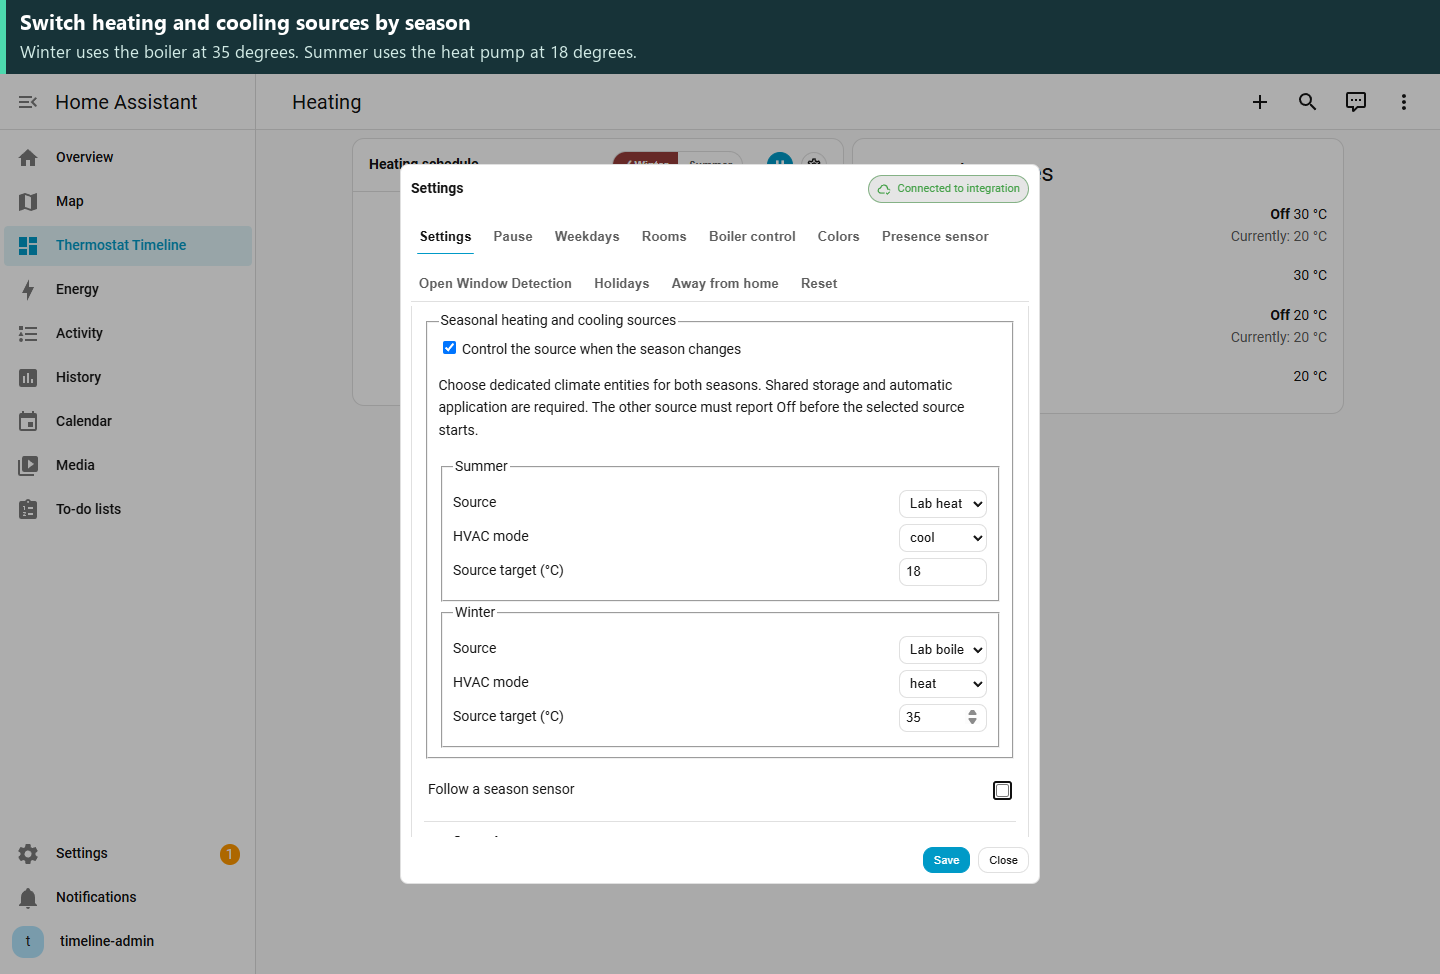 Switch heating and cooling sources by season
Winter uses the boiler at 35 degrees. Summer uses the heat pump at 18 degrees.
Home Assistant
Heating
Overview
Map
Thermostat Timeline
Energy
Activity
History
Calendar
Media
To-do lists
Settings
1
Notifications
t
timeline-admin
Heating schedule
Winter
Summer
Off 30 °C
Currently: 20 °C
30 °C
Off 20 °C
Currently: 20 °C
20 °C
Settings
Connected to integration
Settings
Pause
Weekdays
Rooms
Boiler control
Colors
Presence sensor
Open Window Detection
Holidays
Away from home
Reset
Seasonal heating and cooling sources
Control the source when the season changes
Choose dedicated climate entities for both seasons. Shared storage and automatic
application are required. The other source must report Off before the selected source
starts.
Summer
Source
Lab heat
HVAC mode
cool
Source target (°C)
18
Winter
Source
Lab boile
HVAC mode
heat
Source target (°C)
35
Follow a season sensor
Save
Close